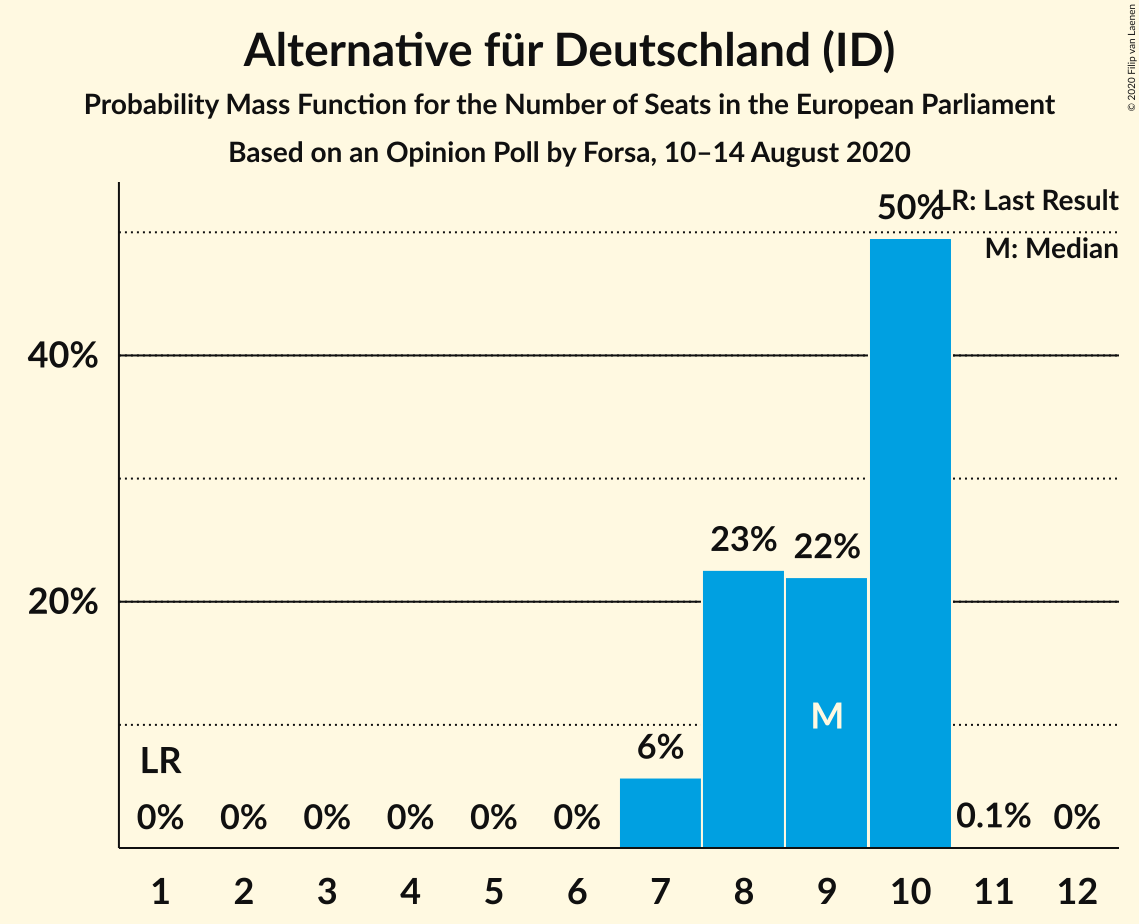 Alternative für Deutschland (ID)
Probability Mass Function for the Number of Seats in the European Parliament
Based on an Opinion Poll by Forsa, 10–14 August 2020
© 2020 Filip van Laenen
LR: Last Result
M: Median
50%
40%
23%
22%
20%
M
6%
LR
0%
0%
0%
0%
0%
0%
0.1%
0%
1 2 3 4 5 6 7 8 9 10 11 12